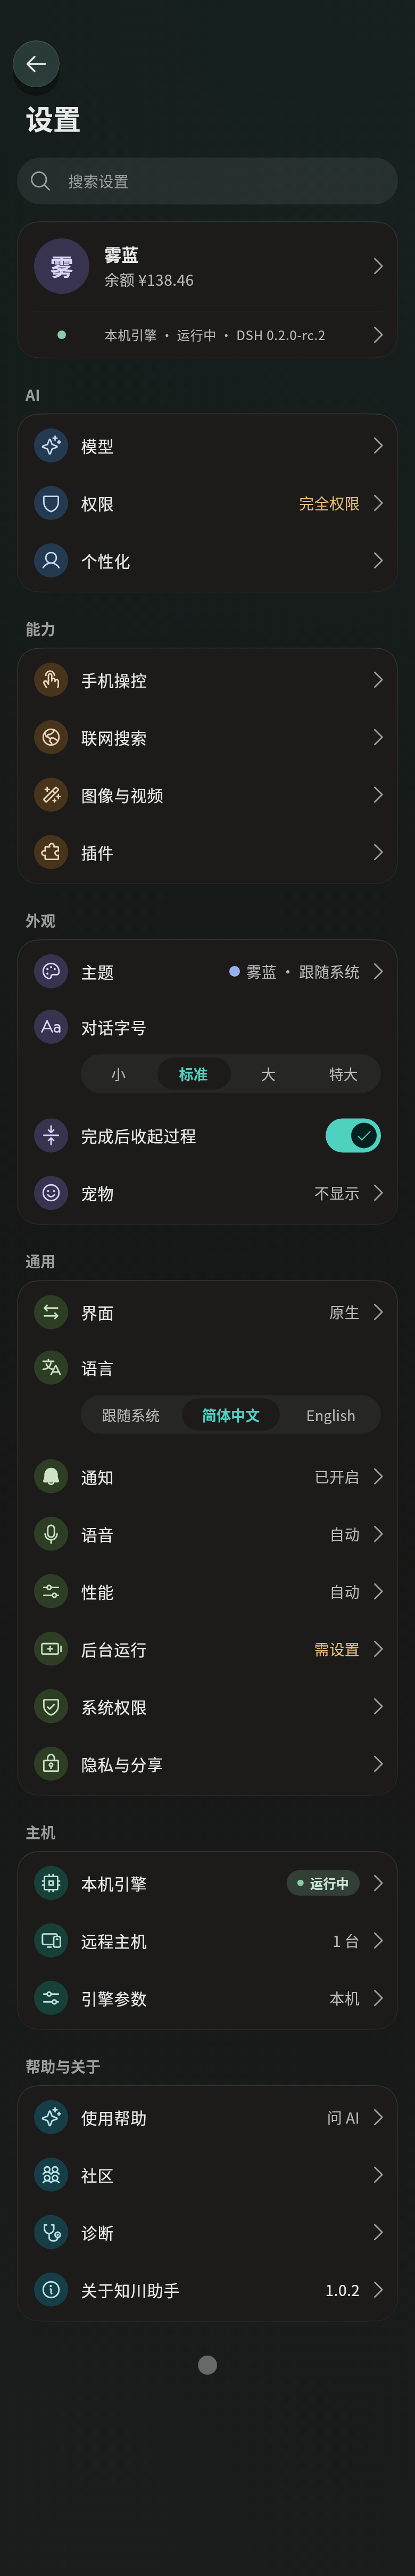 设置
搜索设置
雾
雾蓝
余额 ¥138.46
本机引擎 · 运行中 · DSH 0.2.0-rc.2
AI
模型
权限 完全权限
个性化
能力
手机操控
联网搜索
图像与视频
插件
外观
主题 雾蓝 · 跟随系统
Aa 对话字号
小 标准 大 特大
完成后收起过程
宠物 不显示
通用
界面 原生
语言
跟随系统 简体中文 English
通知 已开启
语音 自动
性能 自动
后台运行 需设置
系统权限
隐私与分享
主机
本机引擎 运行中
远程主机 1 台
引擎参数 本机
帮助与关于
使用帮助 问 AI
社区
诊断
关于知川助手 1.0.2